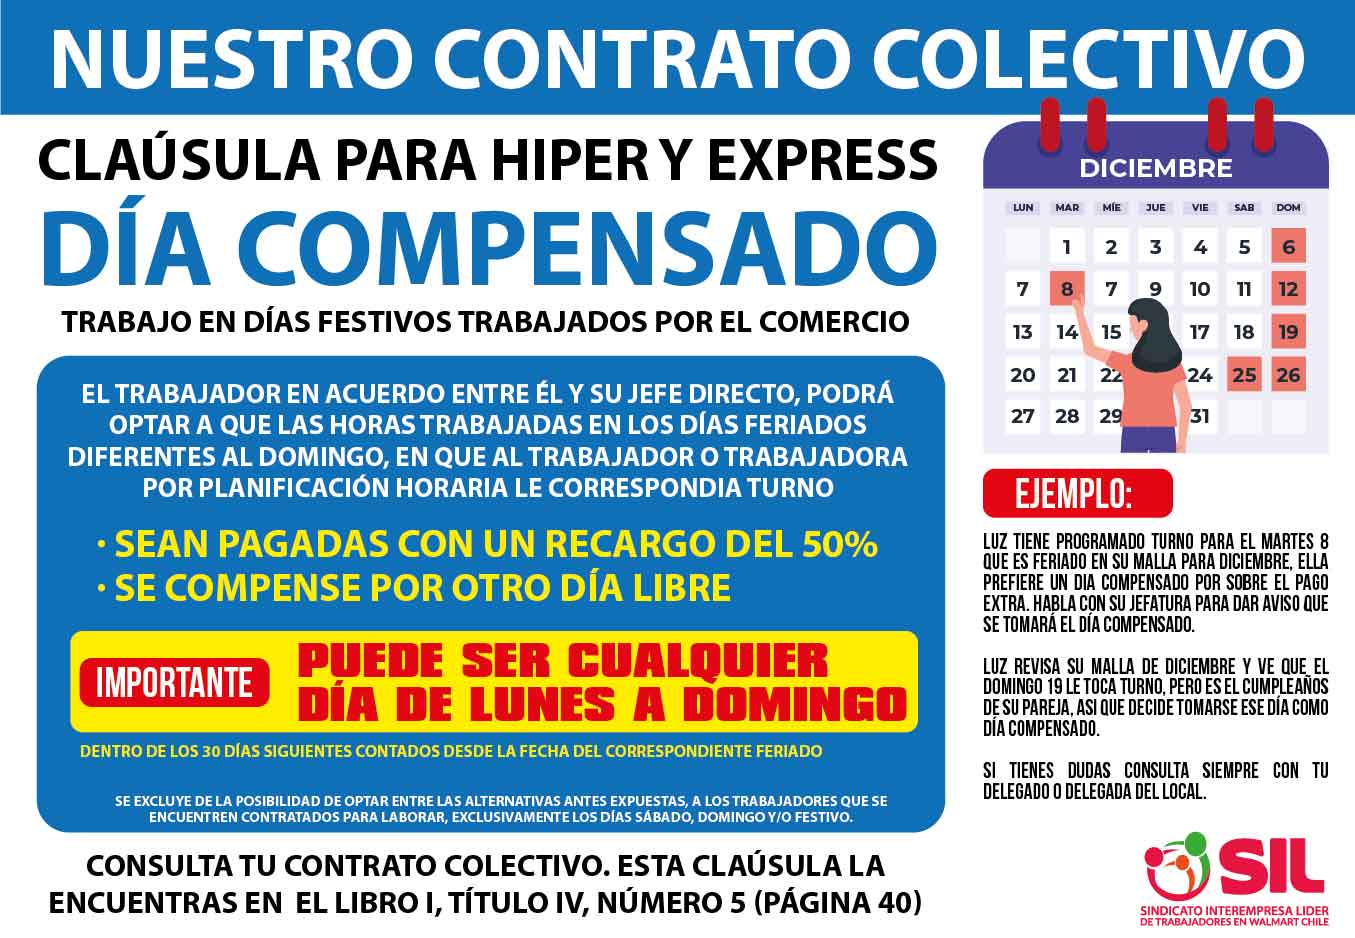 NUESTRO CONTRATO COLECTIVO
CLAÚSULA PARA HIPER Y EXPRESS
DÍA COMPENSADO
TRABAJO EN DÍAS FESTIVOS TRABAJADOS POR EL COMERCIO
EL TRABAJADOR EN ACUERDO ENTRE ÉL Y SU JEFE DIRECTO, PODRÁ
OPTAR A QUE LAS HORAS TRABAJADAS EN LOS DÍAS FERIADOS
DIFERENTES AL DOMINGO, EN QUE AL TRABAJADOR O TRABAJADORA
POR PLANIFICACIÓN HORARIA LE CORRESPONDIA TURNO
· SEAN PAGADAS CON UN RECARGO DEL 50%
· SE COMPENSE POR OTRO DÍA LIBRE
IMPORTANTE
PUEDE SER CUALQUIER
DÍA DE LUNES A DOMINGO
DENTRO DE LOS 30 DÍAS SIGUIENTES CONTADOS DESDE LA FECHA DEL CORRESPONDIENTE FERIADO
SE EXCLUYE DE LA POSIBILIDAD DE OPTAR ENTRE LAS ALTERNATIVAS ANTES EXPUESTAS, A LOS TRABAJADORES QUE SE
ENCUENTREN CONTRATADOS PARA LABORAR, EXCLUSIVAMENTE LOS DÍAS SÁBADO, DOMINGO Y/O FESTIVO.
CONSULTA TU CONTRATO COLECTIVO. ESTA CLAÚSULA LA
ENCUENTRAS EN EL LIBRO I, TÍTULO IV, NÚMERO 5 (PÁGINA 40)
DICIEMBRE
LUN MAR MÍE JUE VIE SAB DOM
1 2 3 4 5 6
7 8 7 9 10 11 12
13 14 15 17 18 19
20 21 22 24 25 26
27 28 29 31
EJEMPLO:
LUZ TIENE PROGRAMADO TURNO PARA EL MARTES 8
QUE ES FERIADO EN SU MALLA PARA DICIEMBRE, ELLA
PREFIERE UN DIA COMPENSADO POR SOBRE EL PAGO
EXTRA. HABLA CON SU JEFATURA PARA DAR AVISO QUE
SE TOMARÁ EL DÍA COMPENSADO.
LUZ REVISA SU MALLA DE DICIEMBRE Y VE QUE EL
DOMINGO 19 LE TOCA TURNO, PERO ES EL CUMPLEAÑOS
DE SU PAREJA, ASI QUE DECIDE TOMARSE ESE DÍA COMO
DÍA COMPENSADO.
SI TIENES DUDAS CONSULTA SIEMPRE CON TU
DELEGADO O DELEGADA DEL LOCAL.
SIL
SINDICATO INTEREMPRESA LIDER
DE TRABAJADORES EN WALMART CHILE